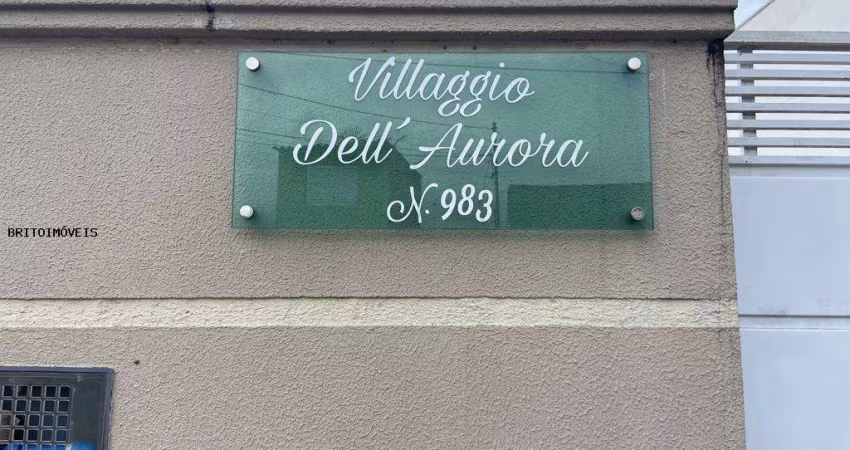 Villaggio
Dell´Aurora
N. 983
BRITOIMÓVEIS